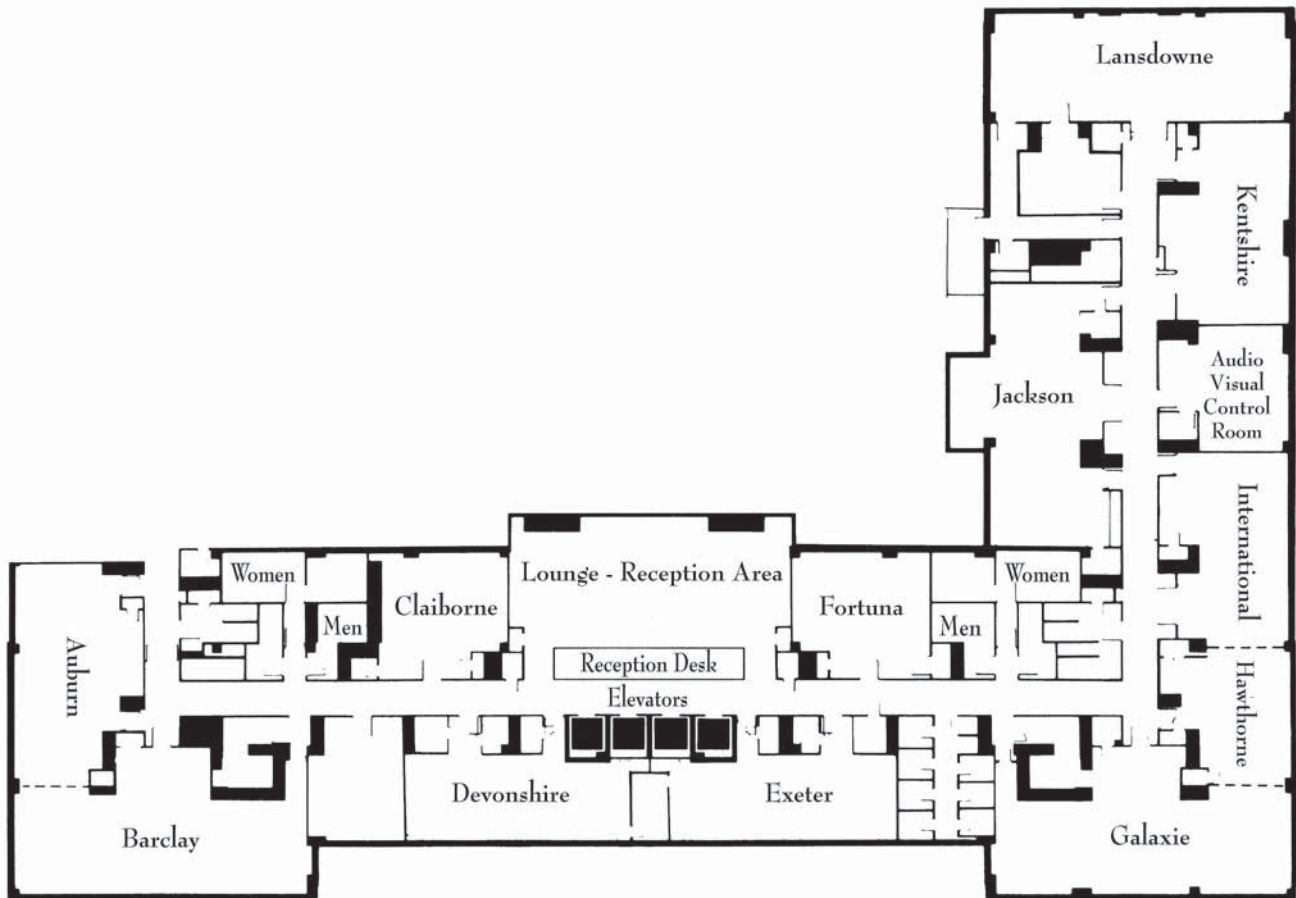 Lansdowne
Kentshire
Audio
Visual
Control
Room
Jackson
International
Women
Claiborne
Men
Lounge - Reception Area
Fortuna
Women
Men
Auburn
Reception Desk
Elevators
Hawthorne
Devonshire
Exeter
Barclay
Galaxie